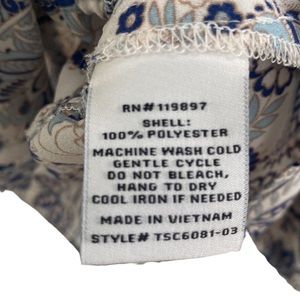 RN# 119897
SHELL:
100% POLYESTER
MACHINE WASH COLD
GENTLE CYCLE
DO NOT BLEACH,
HANG TO DRY
COOL IRON IF NEEDED
MADE IN VIETNAM
STYLE# TSC6081-03